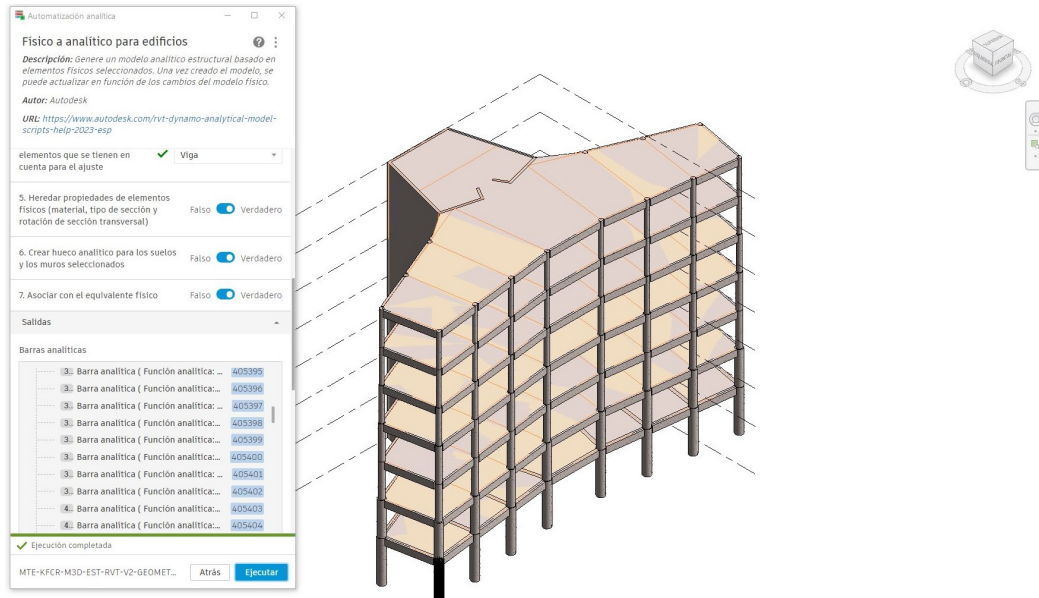 Automatización analítica
Físico a analítico para edificios
Descripción: Genere un modelo analítico estructural basado en
elementos físicos seleccionados. Una vez creado el modelo, se
puede actualizar en función de los cambios del modelo físico.
Autor: Autodesk
URL: https://www.autodesk.com/rvt-dynamo-analytical-model-
scripts-help-2023-esp
elementos que se tienen en
cuenta para el ajuste
Viga
5. Heredar propiedades de elementos
físicos (material, tipo de sección y
rotación de sección transversal)
Falso Verdadero
6. Crear hueco analítico para los suelos
y los muros seleccionados
Falso Verdadero
7. Asociar con el equivalente físico
Falso Verdadero
Salidas
Barras analíticas
3.. Barra analítica ( Función analítica: ... 405395
3.. Barra analítica ( Función analítica:... 405396
3.. Barra analítica ( Función analítica: ... 405397
3.. Barra analítica ( Función analítica:... 405398
3.. Barra analítica ( Función analítica:... 405399
3.. Barra analítica ( Función analítica:... 405400
3.. Barra analítica ( Función analítica:... 405401
3.. Barra analítica ( Función analítica:... 405402
4.. Barra analítica ( Función analítica:... 405403
4.. Barra analítica ( Función analítica:... 405404
Ejecución completada
MTE-KFCR-M3D-EST-RVT-V2-GEOMET...
Atrás
Ejecutar